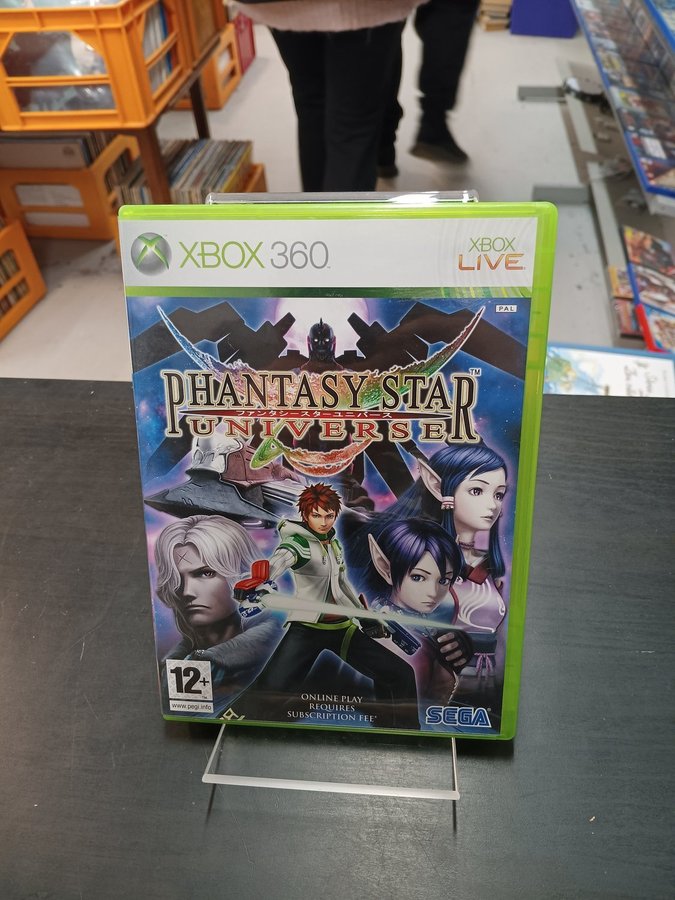 XBOX 360
XBOX
LIVE
PAL
PHANTASY STAR™
ファンタシースターユニバース
UNIVERSE
12+
www.pegi.info
ONLINE PLAY
REQUIRES
SUBSCRIPTION FEE*
SEGA